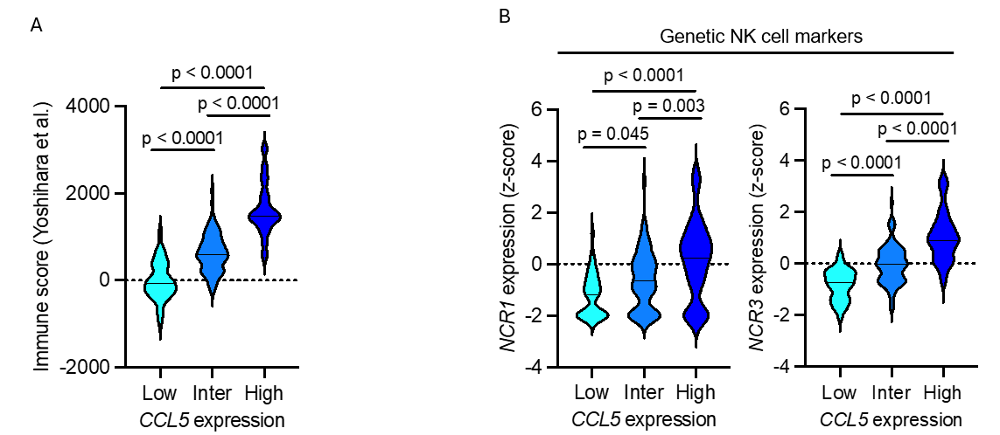 A
p < 0.0001
p < 0.0001
p < 0.0001
Immune score (Yoshihara et al.)
4000
2000
0
-2000
Low Inter High
CCL5 expression
B
Genetic NK cell markers
p < 0.0001
p = 0.003
p = 0.045
NCR1 expression (z-score)
6
4
2
0
-2
-4
Low Inter High
CCL5 expression
p < 0.0001
p < 0.0001
p < 0.0001
NCR3 expression (z-score)
6
4
2
0
-2
-4
Low Inter High
CCL5 expression